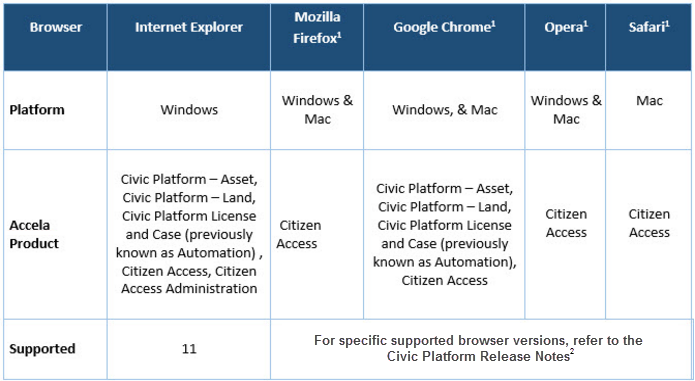 Browser
Internet Explorer
Mozilla
Firefox1
Google Chrome1
Opera1
Safari1
Platform
Windows
Windows &
Mac
Windows, & Mac
Windows &
Mac
Mac
Accela
Product
Civic Platform – Asset,
Civic Platform – Land,
Civic Platform License
and Case (previously
known as Automation) ,
Citizen Access, Citizen
Access Administration
Citizen
Access
Civic Platform – Asset,
Civic Platform – Land,
Civic Platform License
and Case (previously
known as Automation),
Citizen Access
Citizen
Access
Citizen
Access
Supported
11
For specific supported browser versions, refer to the
Civic Platform Release Notes2